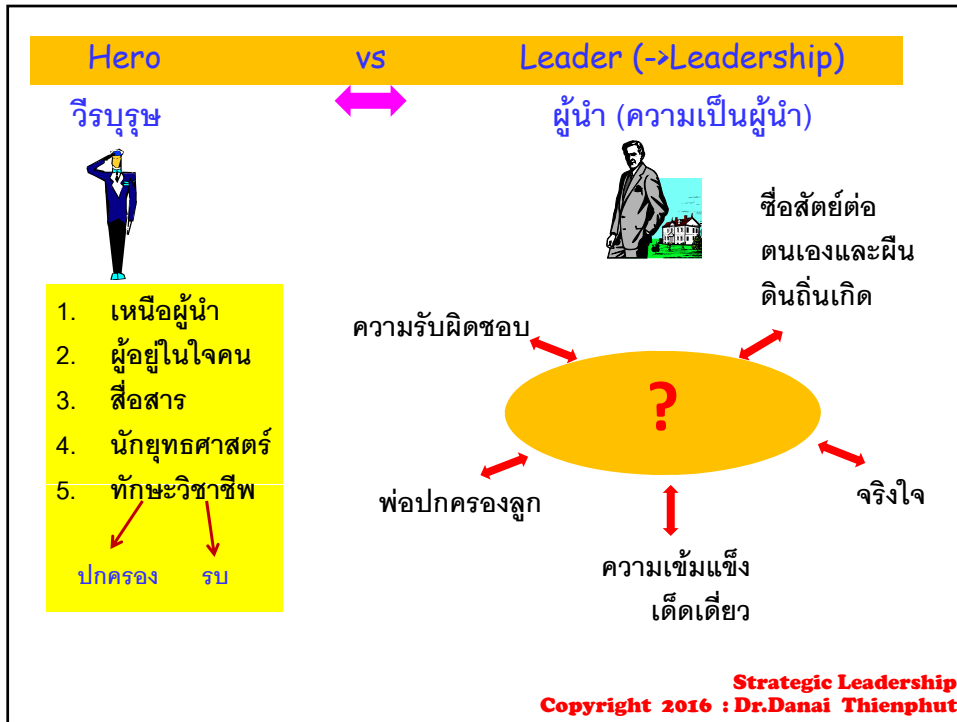 Hero vs Leader (->Leadership)
วีรบุรุษ
ผู้นำ (ความเป็นผู้นำ)
1. เหนือผู้นำ
2. ผู้อยู่ในใจคน
3. สื่อสาร
4. นักยุทธศาสตร์
5. ทักษะวิชาชีพ
ปกครอง รบ
ซื่อสัตย์ต่อ
ตนเองและผืน
ดินถิ่นเกิด
ความรับผิดชอบ
?
พ่อปกครองลูก
จริงใจ
ความเข้มแข็ง
เด็ดเดี่ยว
Strategic Leadership
Copyright 2016 : Dr.Danai Thienphut